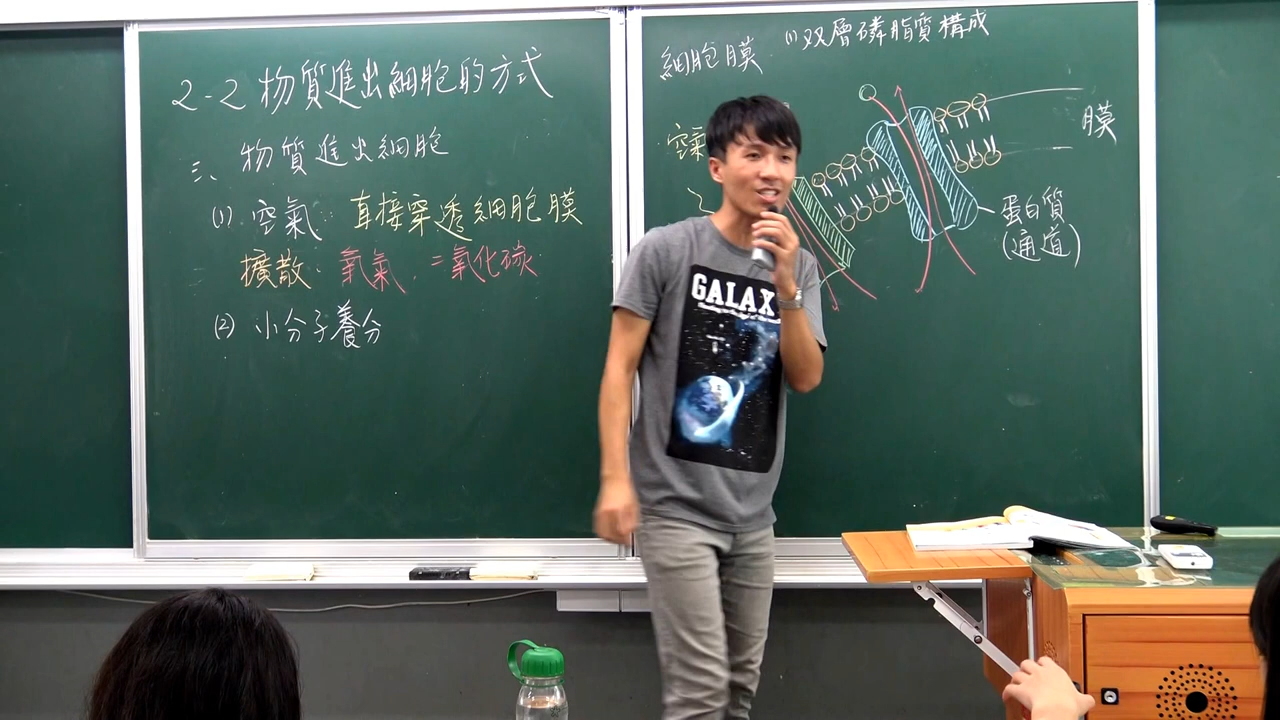 2-2 物質進出細胞的方式
三、物質進出細胞
(1) 空氣：直接穿透細胞膜
擴散：氧氣、二氧化碳
(2) 小分子養分
細胞膜 (1)双層磷脂質構成
空氣
膜
蛋白質
(通道)
GALAX